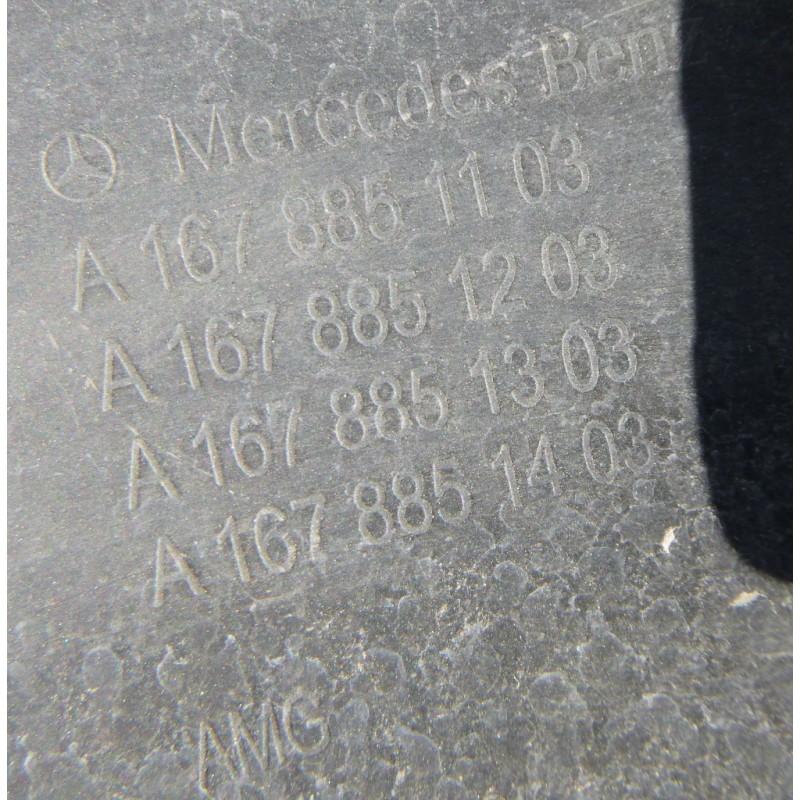 Mercedes Benz
A 167 885 11 03
A 167 885 12 03
A 167 885 13 03
A 167 885 14 03
AMG